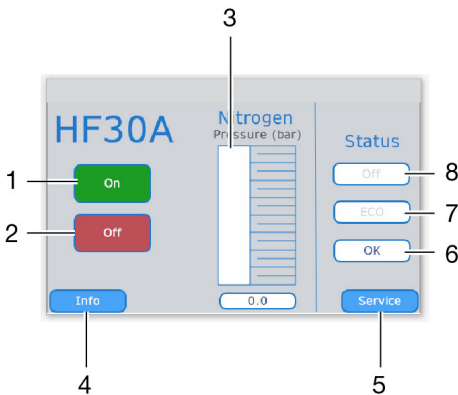 3
HF30A
Nitrogen
Pressure (bar)
Status
1
On
Off
8
2
Off
ECO
7
OK
6
Info
0.0
Service
4
5